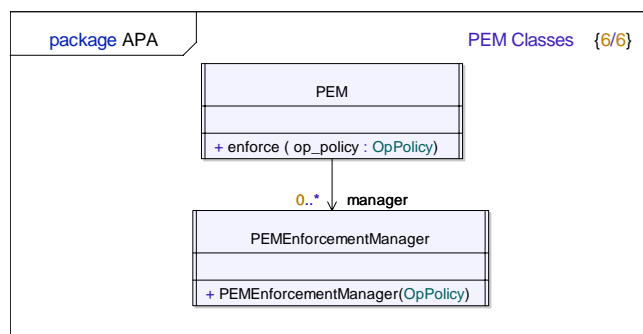 package APA
PEM Classes {6/6}
PEM
+ enforce ( op_policy : OpPolicy)
0..* manager
PEMEnforcementManager
+ PEMEnforcementManager(OpPolicy)